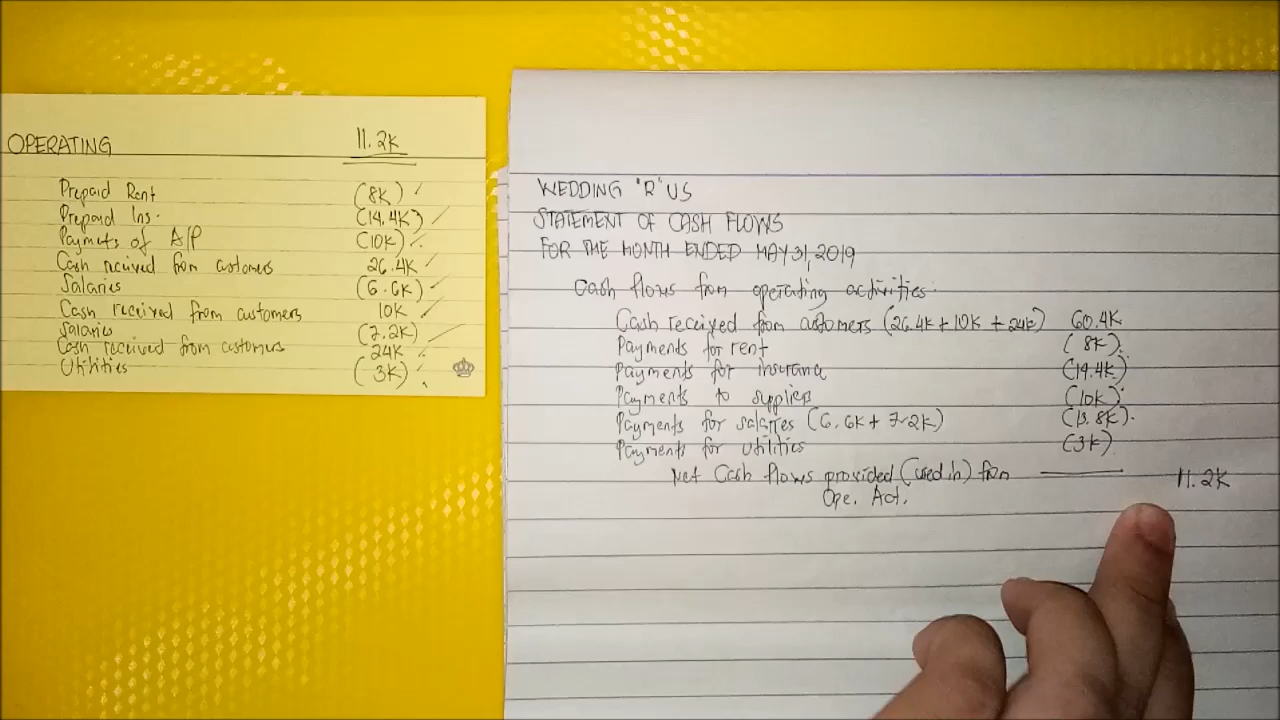 OPERATING 11.2K
Prepaid Rent (8K)
Prepaid Ins. (14.4K)
Paymets of A/P (10K)
Cash received from customers 26.4K
Salaries (6.6K)
Cash received from customers 10K
Salaries (7.2K)
Cash received from customers 24K
Utilities (3K)
WEDDING "R" US
STATEMENT OF CASH FLOWS
FOR THE MONTH ENDED MAY 31, 2019
Cash flows from operating activities:
Cash received from customers (26.4K + 10K + 24K) 60.4K
Payments for rent (8K)
Payments for insurance (14.4K)
Payments to suppliers (10K)
Payments for salaries (6.6K + 7.2K) (13.8K)
Payments for utilities (3K)
Net Cash flows provided (used in) from 11.2K
Ope. Act.